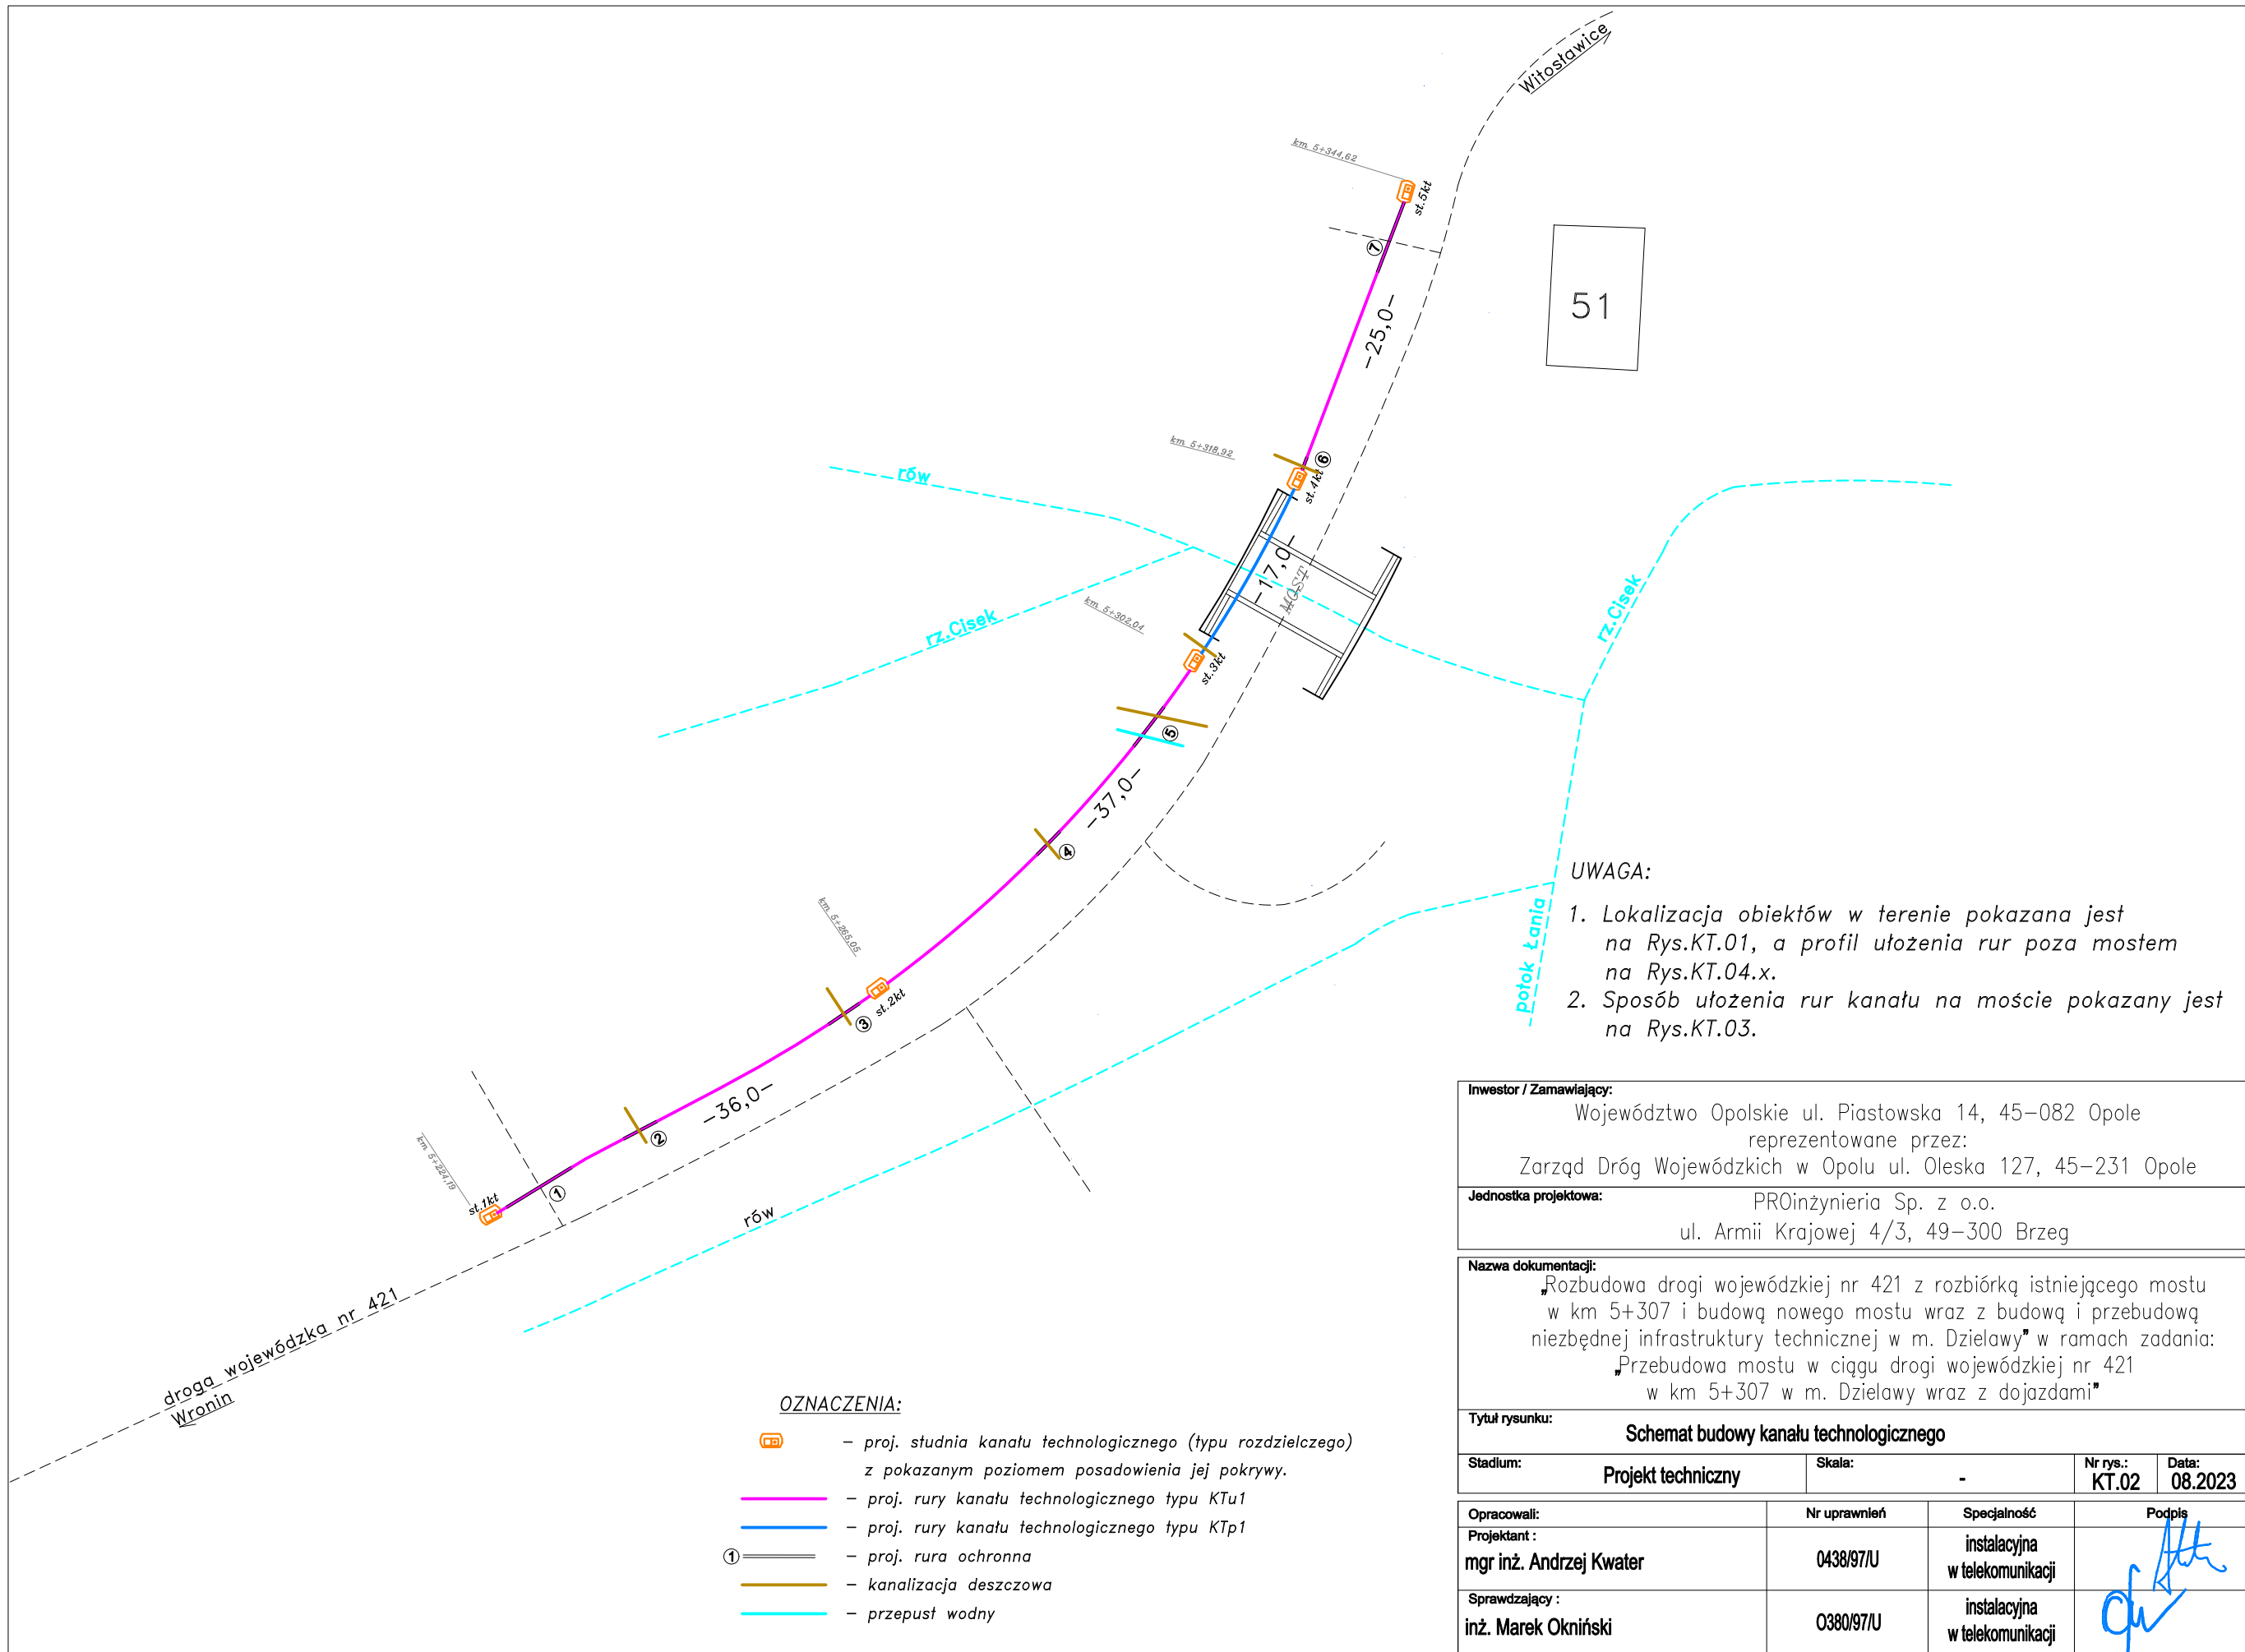 Witosławice
km 5+344,62
st.5kt
7
51
-25,0-
km 5+318,92
6
st.4kt
rów
-17,0-
MOST
rz.Cisek
rz.Cisek
km 5+302,04
st.3kt
5
-37,0-
4
km 5+265,05
st.2kt
3
potok Łania
UWAGA:
1. Lokalizacja obiektów w terenie pokazana jest
na Rys.KT.01, a profil ułożenia rur poza mostem
na Rys.KT.04.x.
2. Sposób ułożenia rur kanału na moście pokazany jest
na Rys.KT.03.
-36,0-
2
km 5+224,19
st.1kt
1
rów
droga wojewódzka nr 421
Wronin
OZNACZENIA:
- proj. studnia kanału technologicznego (typu rozdzielczego)
z pokazanym poziomem posadowienia jej pokrywy.
- proj. rury kanału technologicznego typu KTu1
- proj. rury kanału technologicznego typu KTp1
1 - proj. rura ochronna
- kanalizacja deszczowa
- przepust wodny
Inwestor / Zamawiający:
Województwo Opolskie ul. Piastowska 14, 45-082 Opole
reprezentowane przez:
Zarząd Dróg Wojewódzkich w Opolu ul. Oleska 127, 45-231 Opole
Jednostka projektowa:
PROinżynieria Sp. z o.o.
ul. Armii Krajowej 4/3, 49-300 Brzeg
Nazwa dokumentacji:
„Rozbudowa drogi wojewódzkiej nr 421 z rozbiórką istniejącego mostu
w km 5+307 i budową nowego mostu wraz z budową i przebudową
niezbędnej infrastruktury technicznej w m. Dzielawy" w ramach zadania:
„Przebudowa mostu w ciągu drogi wojewódzkiej nr 421
w km 5+307 w m. Dzielawy wraz z dojazdami"
Tytuł rysunku:
Schemat budowy kanału technologicznego
Stadium: Projekt techniczny Skala: - Nr rys.: KT.02 Data: 08.2023
Opracowali: Nr uprawnień Specjalność Podpis
Projektant :
mgr inż. Andrzej Kwater 0438/97/U instalacyjna
w telekomunikacji
Sprawdzający :
inż. Marek Okniński O380/97/U instalacyjna
w telekomunikacji